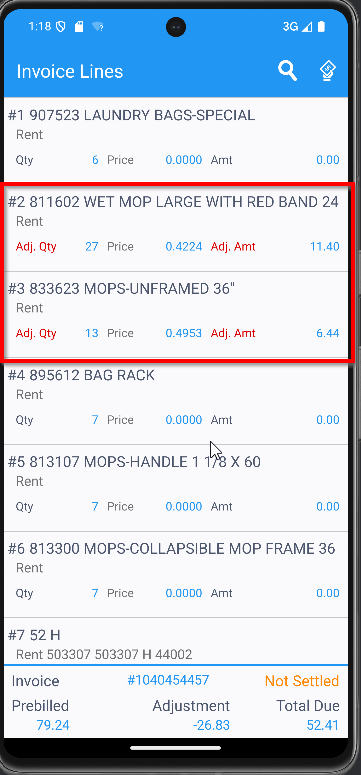 1:18 3G
Invoice Lines
#1 907523 LAUNDRY BAGS-SPECIAL
Rent
Qty 6 Price 0.0000 Amt 0.00
#2 811602 WET MOP LARGE WITH RED BAND 24
Rent
Adj. Qty 27 Price 0.4224 Adj. Amt 11.40
#3 833623 MOPS-UNFRAMED 36"
Rent
Adj. Qty 13 Price 0.4953 Adj. Amt 6.44
#4 895612 BAG RACK
Rent
Qty 7 Price 0.0000 Amt 0.00
#5 813107 MOPS-HANDLE 1 1/8 X 60
Rent
Qty 7 Price 0.0000 Amt 0.00
#6 813300 MOPS-COLLAPSIBLE MOP FRAME 36
Rent
Qty 7 Price 0.0000 Amt 0.00
#7 52 H
Rent 503307 503307 H 44002
Invoice #1040454457 Not Settled
Prebilled Adjustment Total Due
79.24 -26.83 52.41